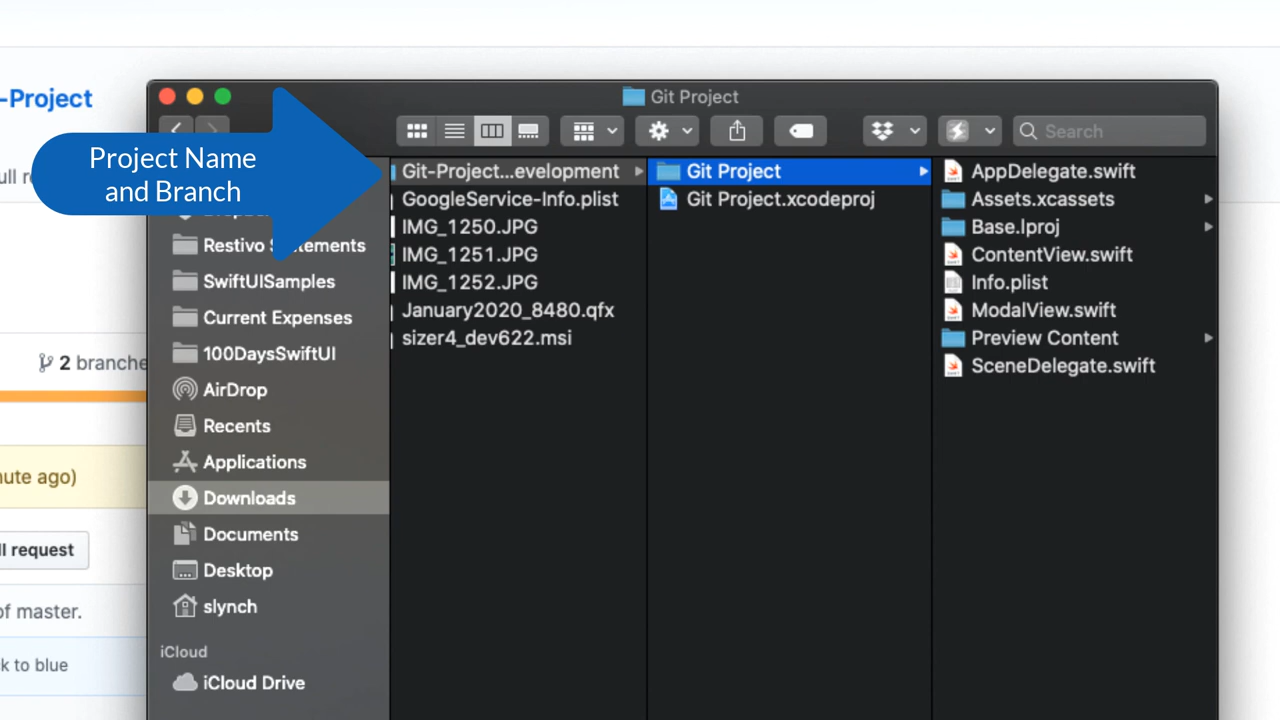 -Project
ull re
2 branche
nute ago)
ll request
of master.
k to blue
Project Name
and Branch
Git Project
Search
Restivo S tements
SwiftUISamples
Current Expenses
100DaysSwiftUI
AirDrop
Recents
Applications
Downloads
Documents
Desktop
slynch
iCloud
iCloud Drive
Git-Project...evelopment
GoogleService-Info.plist
IMG_1250.JPG
IMG_1251.JPG
IMG_1252.JPG
January2020_8480.qfx
sizer4_dev622.msi
Git Project
Git Project.xcodeproj
AppDelegate.swift
Assets.xcassets
Base.lproj
ContentView.swift
Info.plist
ModalView.swift
Preview Content
SceneDelegate.swift